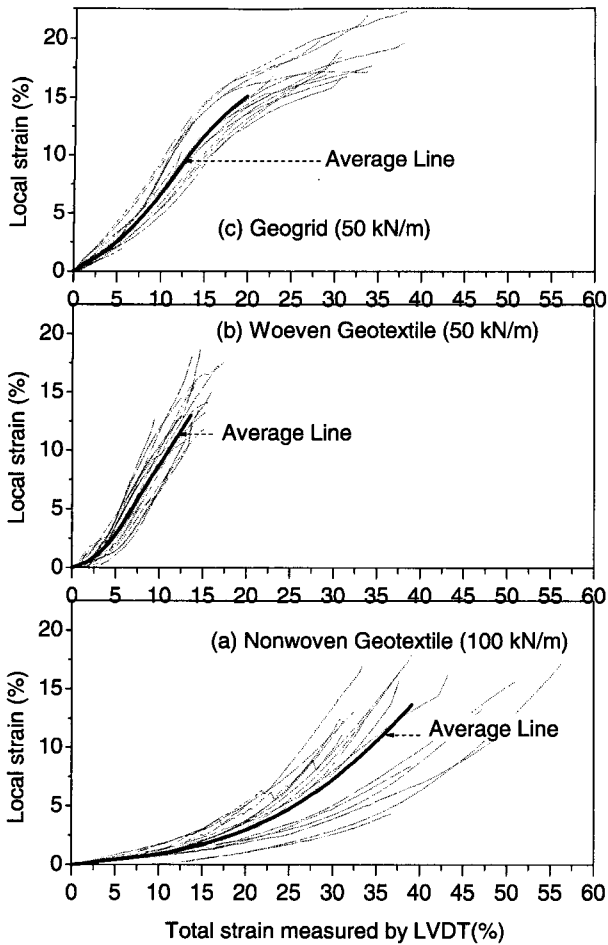 20
15
10
5
0
Local strain (%)
Average Line
(c) Geogrid (50 kN/m)
0 5 10 15 20 25 30 35 40 45 50 55 60
(b) Woeven Geotextile (50 kN/m)
20
15
10
5
0
Local strain (%)
Average Line
0 5 10 15 20 25 30 35 40 45 50 55 60
(a) Nonwoven Geotextile (100 kN/m)
20
15
10
5
0
Local strain (%)
Average Line
0 5 10 15 20 25 30 35 40 45 50 55 60
Total strain measured by LVDT(%)